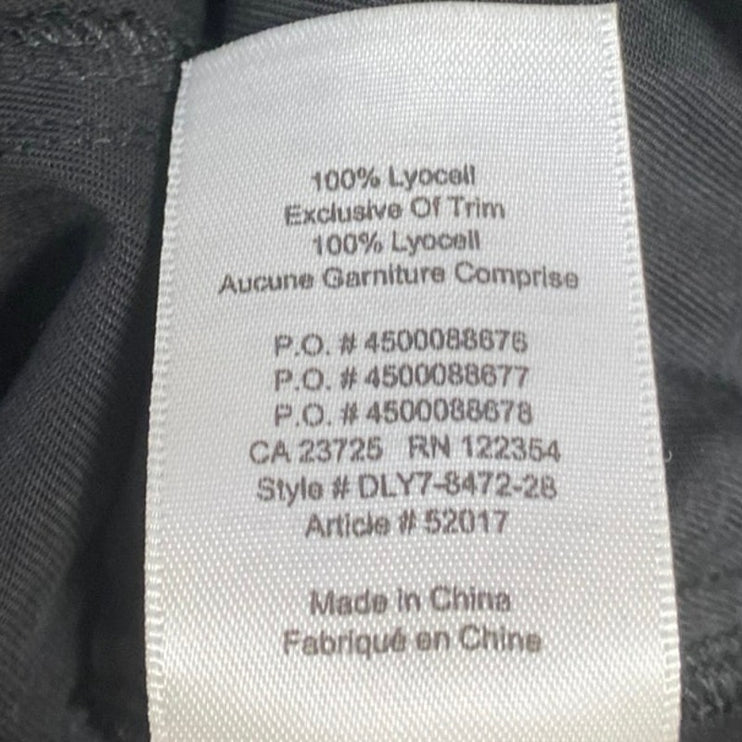 100% Lyocell
Exclusive Of Trim
100% Lyocell
Aucune Garniture Comprise
P.O. # 4500088676
P.O. # 4500088677
P.O. # 4500088678
CA 23725 RN 122354
Style # DLY7-8472-28
Article # 52017
Made in China
Fabriqué en Chine